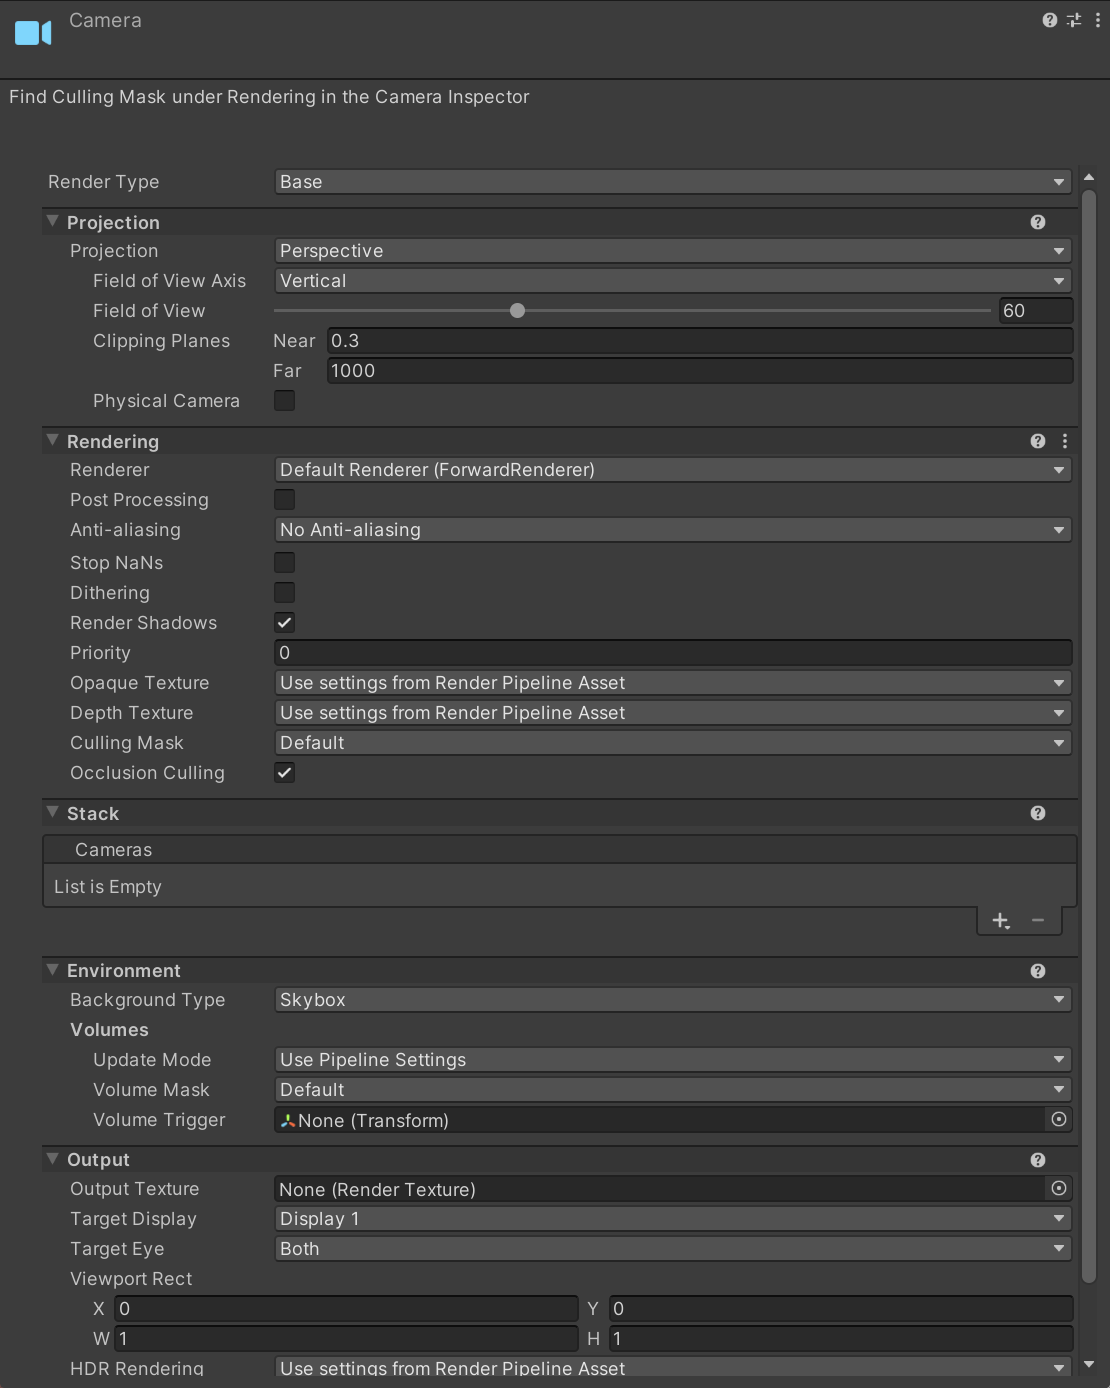 Camera
Find Culling Mask under Rendering in the Camera Inspector
Render Type Base
Projection
Projection Perspective
Field of View Axis Vertical
Field of View 60
Clipping Planes Near 0.3
Far 1000
Physical Camera
Rendering
Renderer Default Renderer (ForwardRenderer)
Post Processing
Anti-aliasing No Anti-aliasing
Stop NaNs
Dithering
Render Shadows
Priority 0
Opaque Texture Use settings from Render Pipeline Asset
Depth Texture Use settings from Render Pipeline Asset
Culling Mask Default
Occlusion Culling
Stack
Cameras
List is Empty
Environment
Background Type Skybox
Volumes
Update Mode Use Pipeline Settings
Volume Mask Default
Volume Trigger None (Transform)
Output
Output Texture None (Render Texture)
Target Display Display 1
Target Eye Both
Viewport Rect
X 0 Y 0
W 1 H 1
HDR Rendering Use settings from Render Pipeline Asset